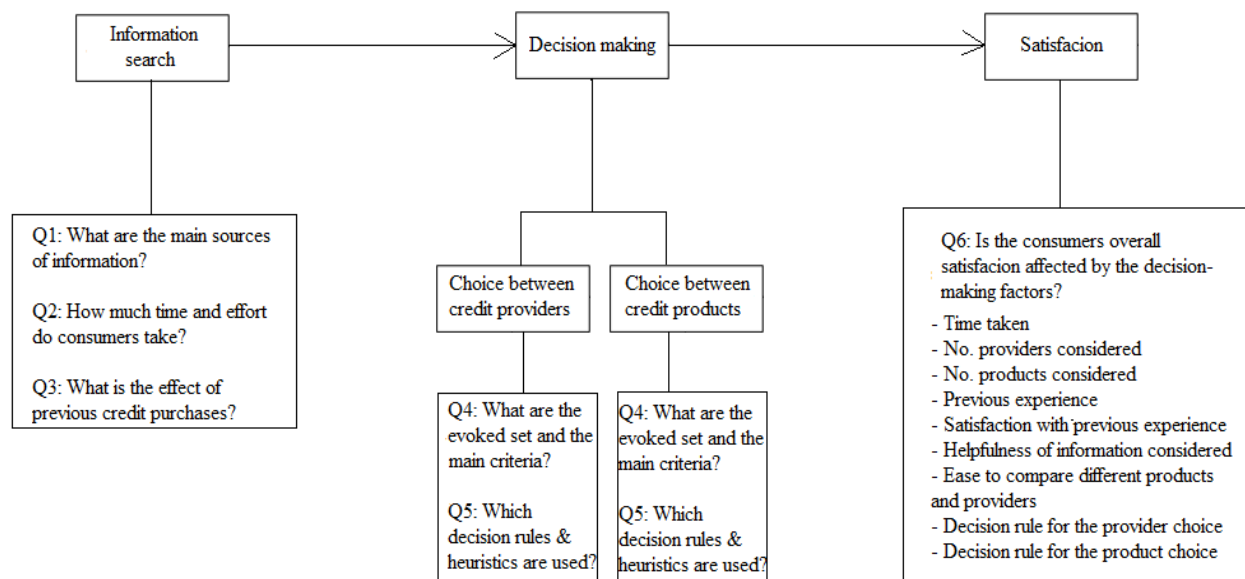 Information
search
Decision making
Satisfacion
Q1: What are the main sources
of information?
Q2: How much time and effort
do consumers take?
Q3: What is the effect of
previous credit purchases?
Choice between
credit providers
Q4: What are the
evoked set and the
main criteria?
Q5: Which
decision rules &
heuristics are used?
Choice between
credit products
Q4: What are the
evoked set and the
main criteria?
Q5: Which
decision rules &
heuristics are used?
Q6: Is the consumers overall
satisfacion affected by the decision-
making factors?
- Time taken
- No. providers considered
- No. products considered
- Previous experience
- Satisfaction with previous experience
- Helpfulness of information considered
- Ease to compare different products
and providers
- Decision rule for the provider choice
- Decision rule for the product choice